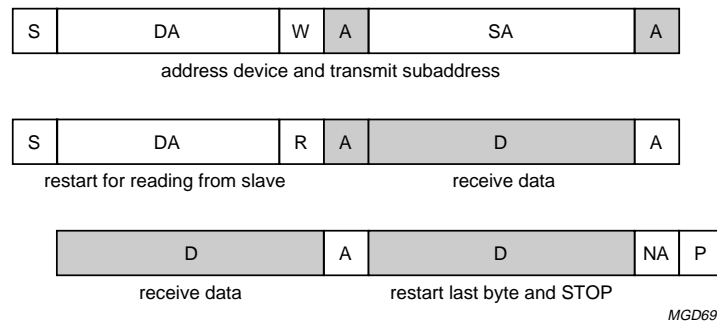 S DA W A SA A
address device and transmit subaddress
S DA R A D A
restart for reading from slave receive data
D A D NA P
receive data restart last byte and STOP
MGD69